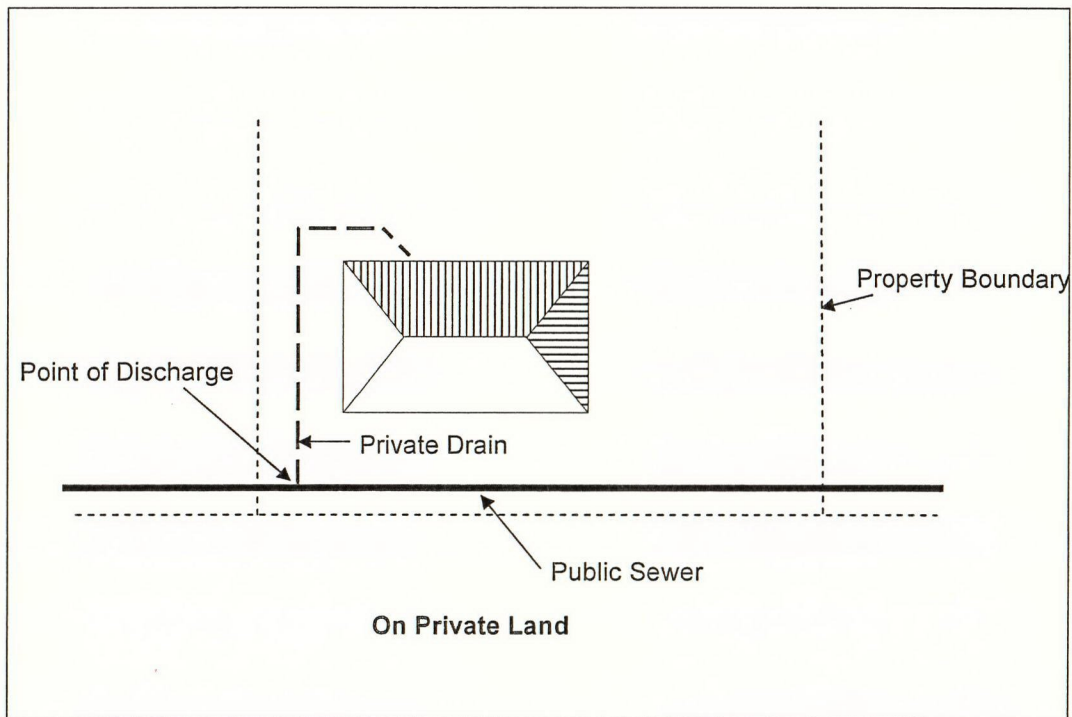 Property Boundary
Point of Discharge
Private Drain
Public Sewer
On Private Land